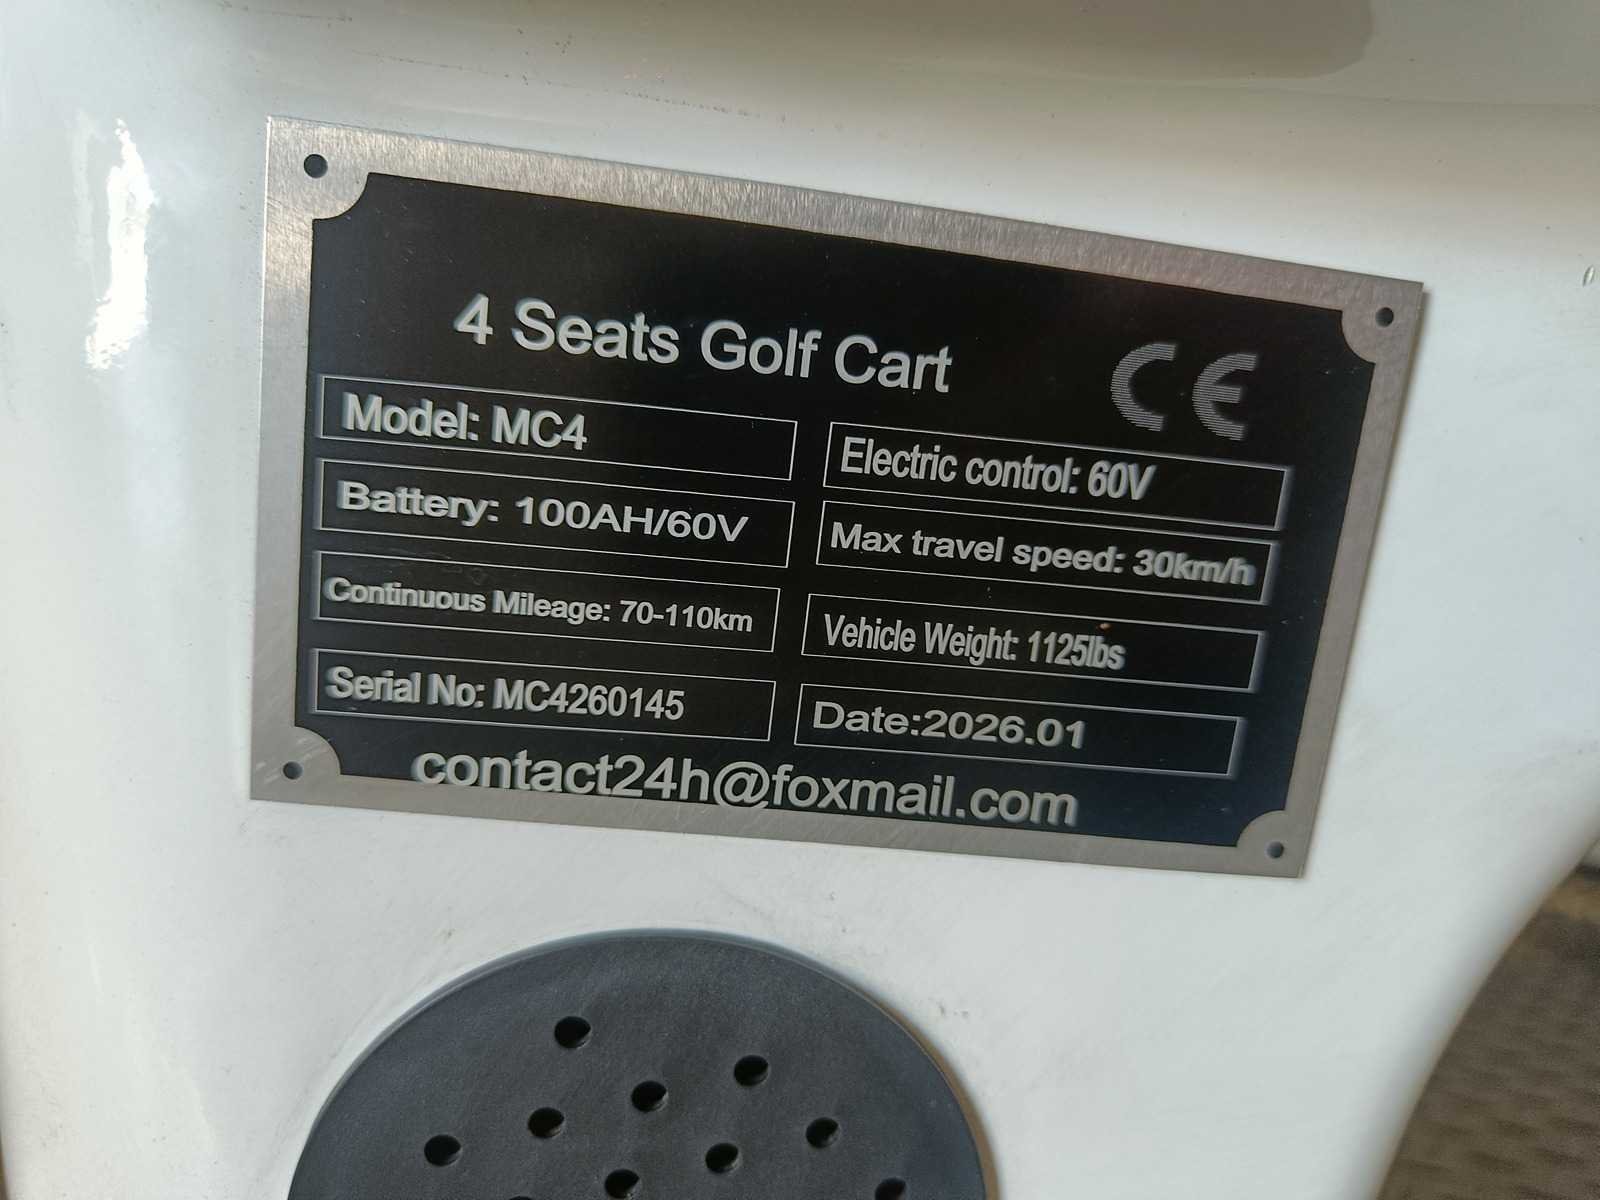 4 Seats Golf Cart
CE
Model: MC4
Electric control: 60V
Battery: 100AH/60V
Max travel speed: 30km/h
Continuous Mileage: 70-110km
Vehicle Weight: 1125lbs
Serial No: MC4260145
Date:2026.01
contact24h@foxmail.com